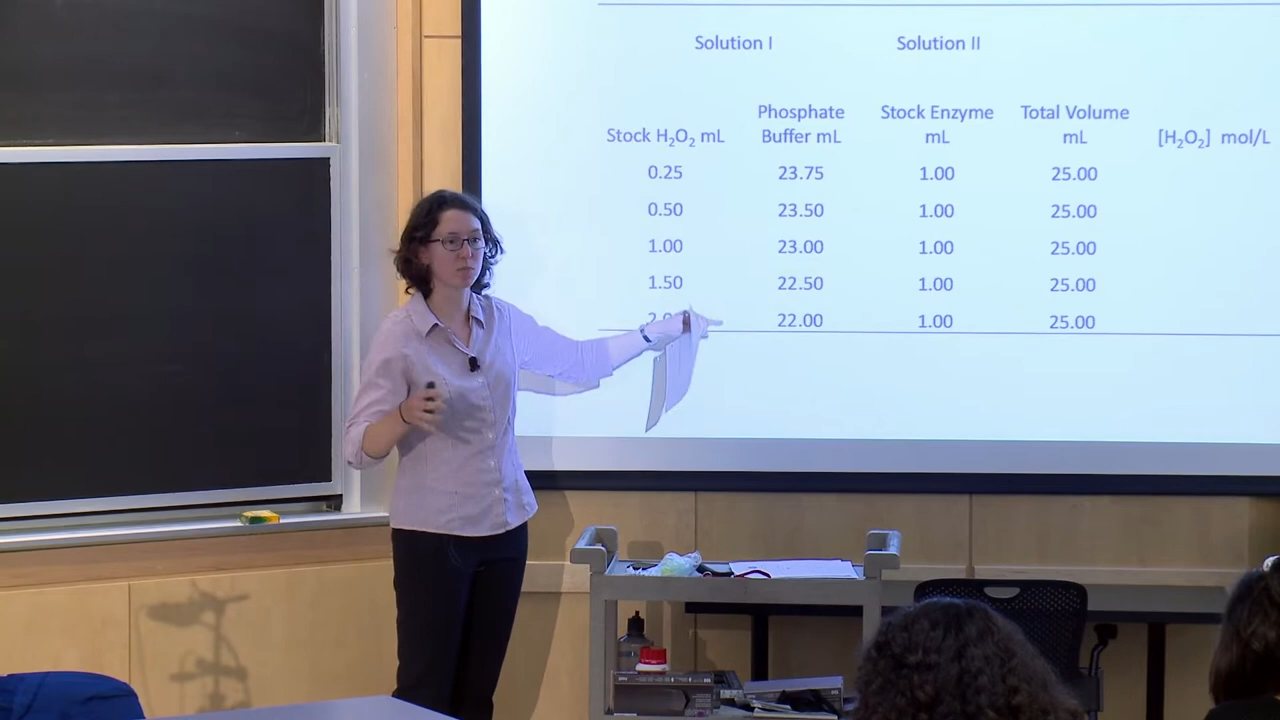 Solution I Solution II
Phosphate Stock Enzyme Total Volume
Stock H₂O₂ mL Buffer mL mL mL [H₂O₂] mol/L
0.25 23.75 1.00 25.00
0.50 23.50 1.00 25.00
1.00 23.00 1.00 25.00
1.50 22.50 1.00 25.00
22.00 1.00 25.00